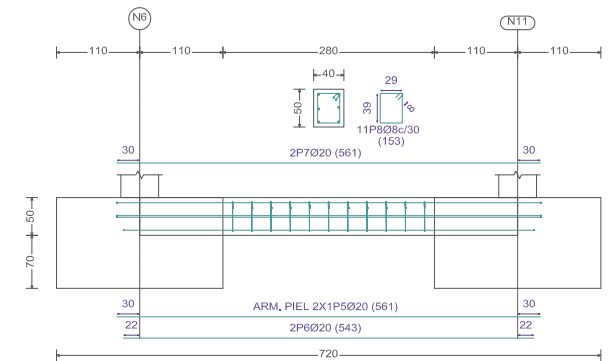 N6 N11
110 110 280 110 110
40 29
50 39 8
11P8Ø8c/30
(153)
30 2P7Ø20 (561) 30
50
70
30 ARM. PIEL 2X1P5Ø20 (561) 30
22 2P6Ø20 (543) 22
720